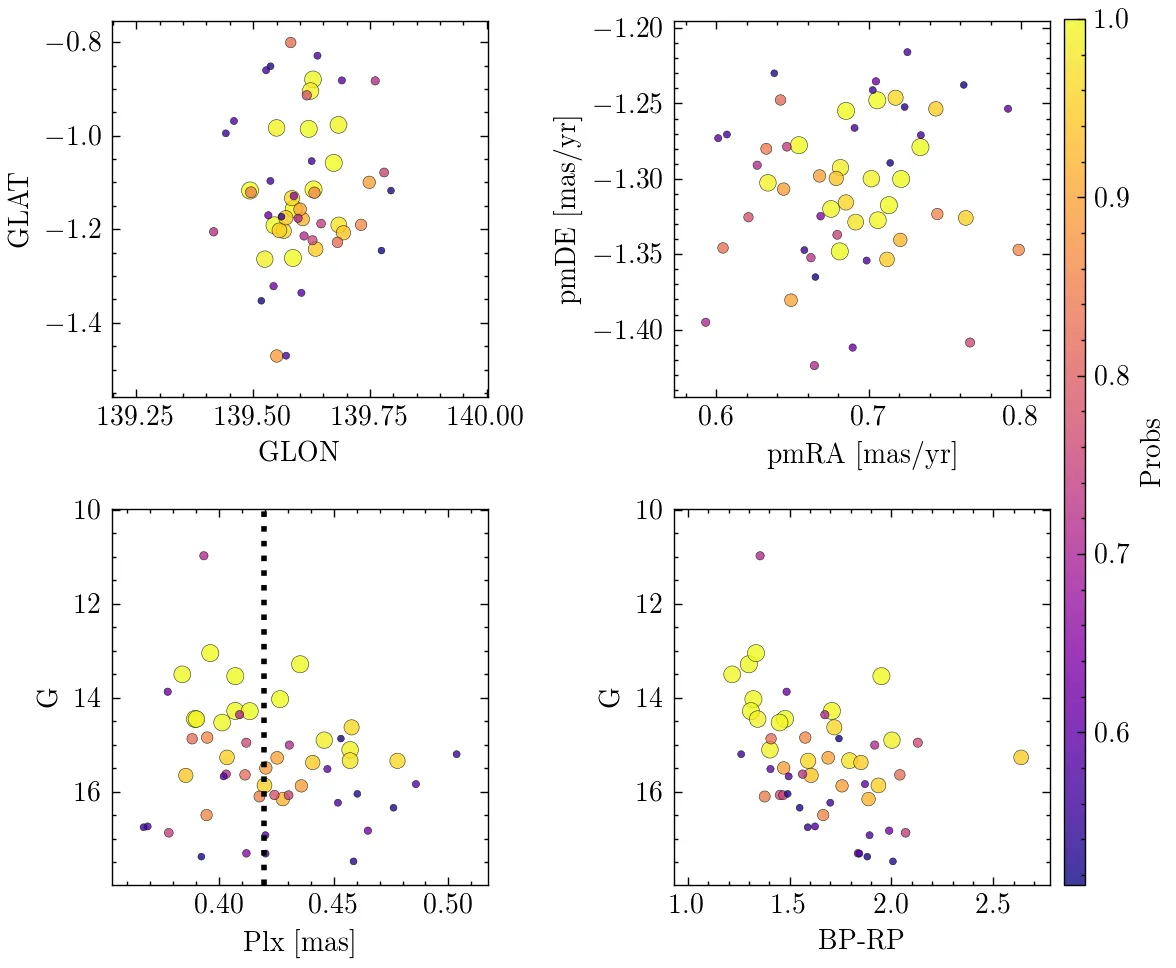 −0.8
−1.0
−1.2
−1.4
GLAT
139.25 139.50 139.75 140.00
GLON
−1.20
−1.25
−1.30
−1.35
−1.40
pmDE [mas/yr]
0.6 0.7 0.8
pmRA [mas/yr]
10
12
14
16
G
0.40 0.45 0.50
Plx [mas]
10
12
14
16
G
1.0 1.5 2.0 2.5
BP-RP
1.0
0.9
0.8
0.7
0.6
Probs